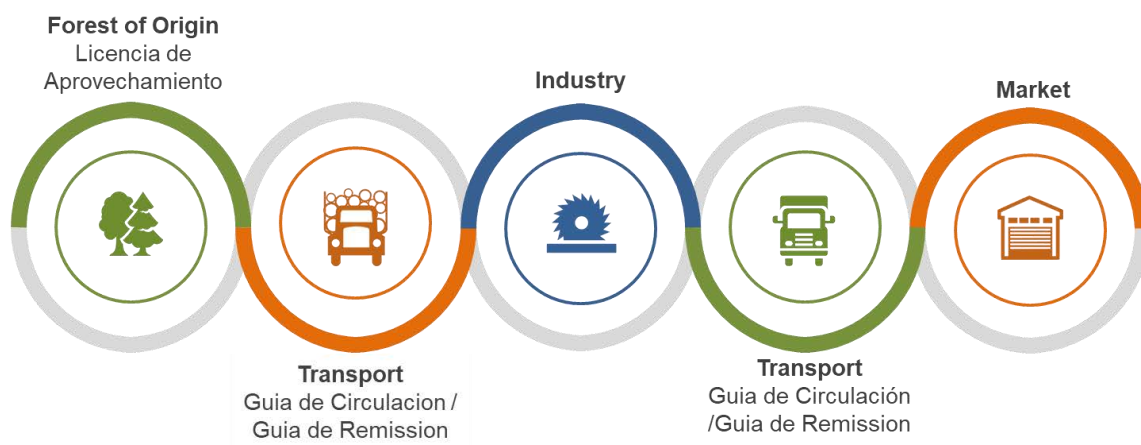 Forest of Origin
Licencia de
Aprovechamiento
Industry
Market
Transport
Guia de Circulacion /
Guia de Remission
Transport
Guia de Circulación
/Guia de Remission